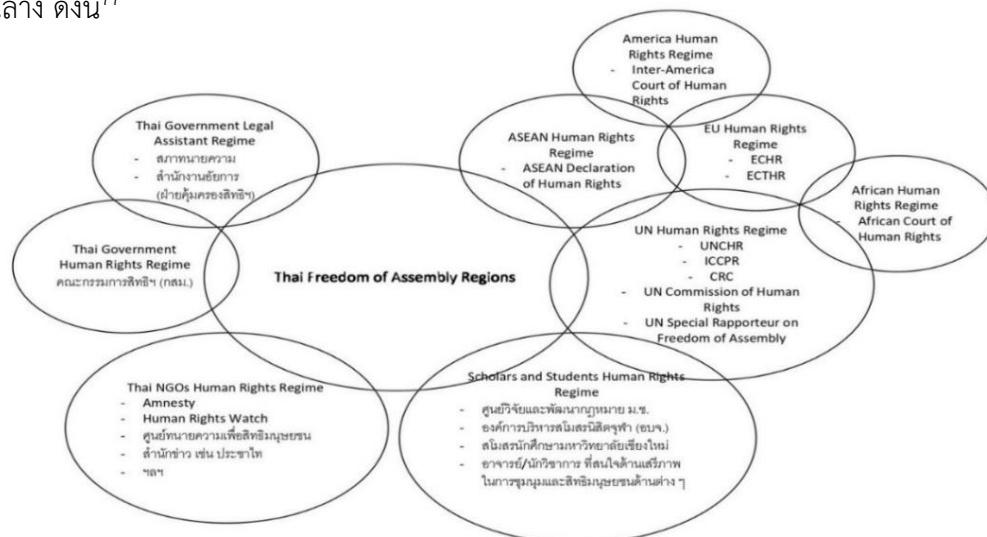 ล่าง ดังนี้⁷⁷
America Human
Rights Regime
- Inter-America
Court of Human
Rights
Thai Government Legal
Assistant Regime
- สภาทนายความ
- สำนักงานอัยการ
(ฝ่ายคุ้มครองสิทธิฯ)
ASEAN Human Rights
Regime
- ASEAN Declaration
of Human Rights
EU Human Rights
Regime
- ECHR
- ECTHR
African Human
Rights Regime
- African Court of
Human Rights
Thai Government
Human Rights Regime
คณะกรรมการสิทธิฯ (กสม.)
Thai Freedom of Assembly Regions
UN Human Rights Regime
- UNCHR
- ICCPR
- CRC
- UN Commission of Human
Rights
- UN Special Rapporteur on
Freedom of Assembly
Thai NGOs Human Rights Regime
- Amnesty
- Human Rights Watch
- ศูนย์ทนายความเพื่อสิทธิมนุษยชน
- สำนักข่าว เช่น ประชาไท
- ฯลฯ
Scholars and Students Human Rights
Regime
- ศูนย์วิจัยและพัฒนากฎหมาย ม.ช.
- องค์การบริหารสโมสรนิสิตจุฬา (อบจ.)
- สโมสรนักศึกษามหาวิทยาลัยเชียงใหม่
- อาจารย์/นักวิชาการ ที่สนใจด้านเสรีภาพ
ในการชุมนุมและสิทธิมนุษยชนด้านต่าง ๆ